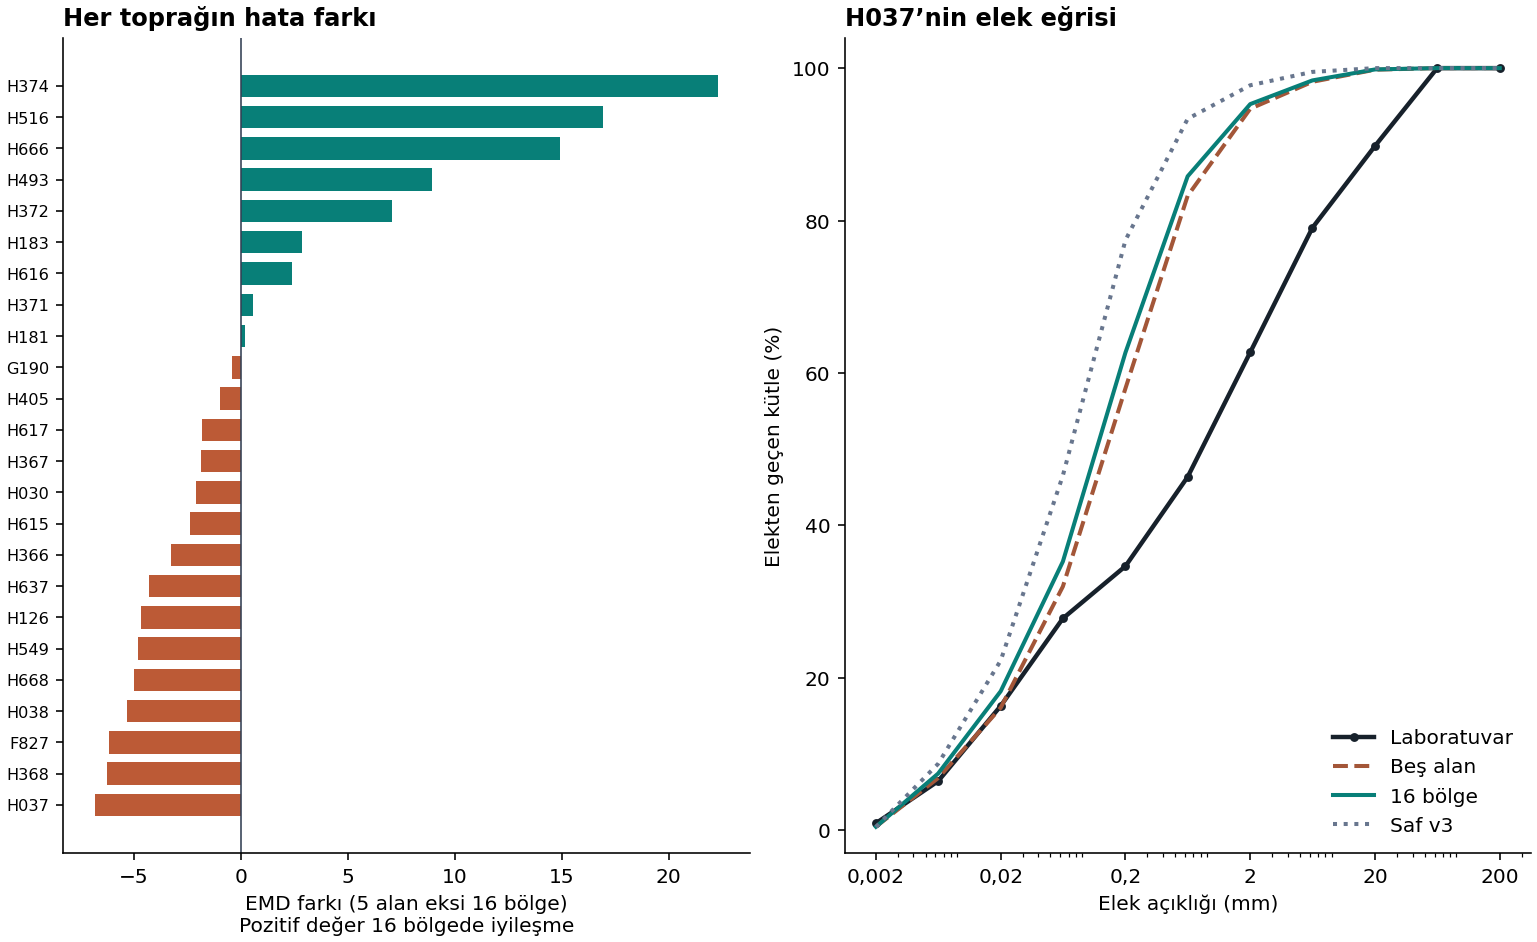 Her toprağın hata farkı
H374
H516
H666
H493
H372
H183
H616
H371
H181
G190
H405
H617
H367
H030
H615
H366
H637
H126
H549
H668
H038
F827
H368
H037
−5 0 5 10 15 20
EMD farkı (5 alan eksi 16 bölge)
Pozitif değer 16 bölgede iyileşme
H037’nin elek eğrisi
Elekten geçen kütle (%)
100
80
60
40
20
0
Laboratuvar
Beş alan
16 bölge
Saf v3
0,002 0,02 0,2 2 20 200
Elek açıklığı (mm)